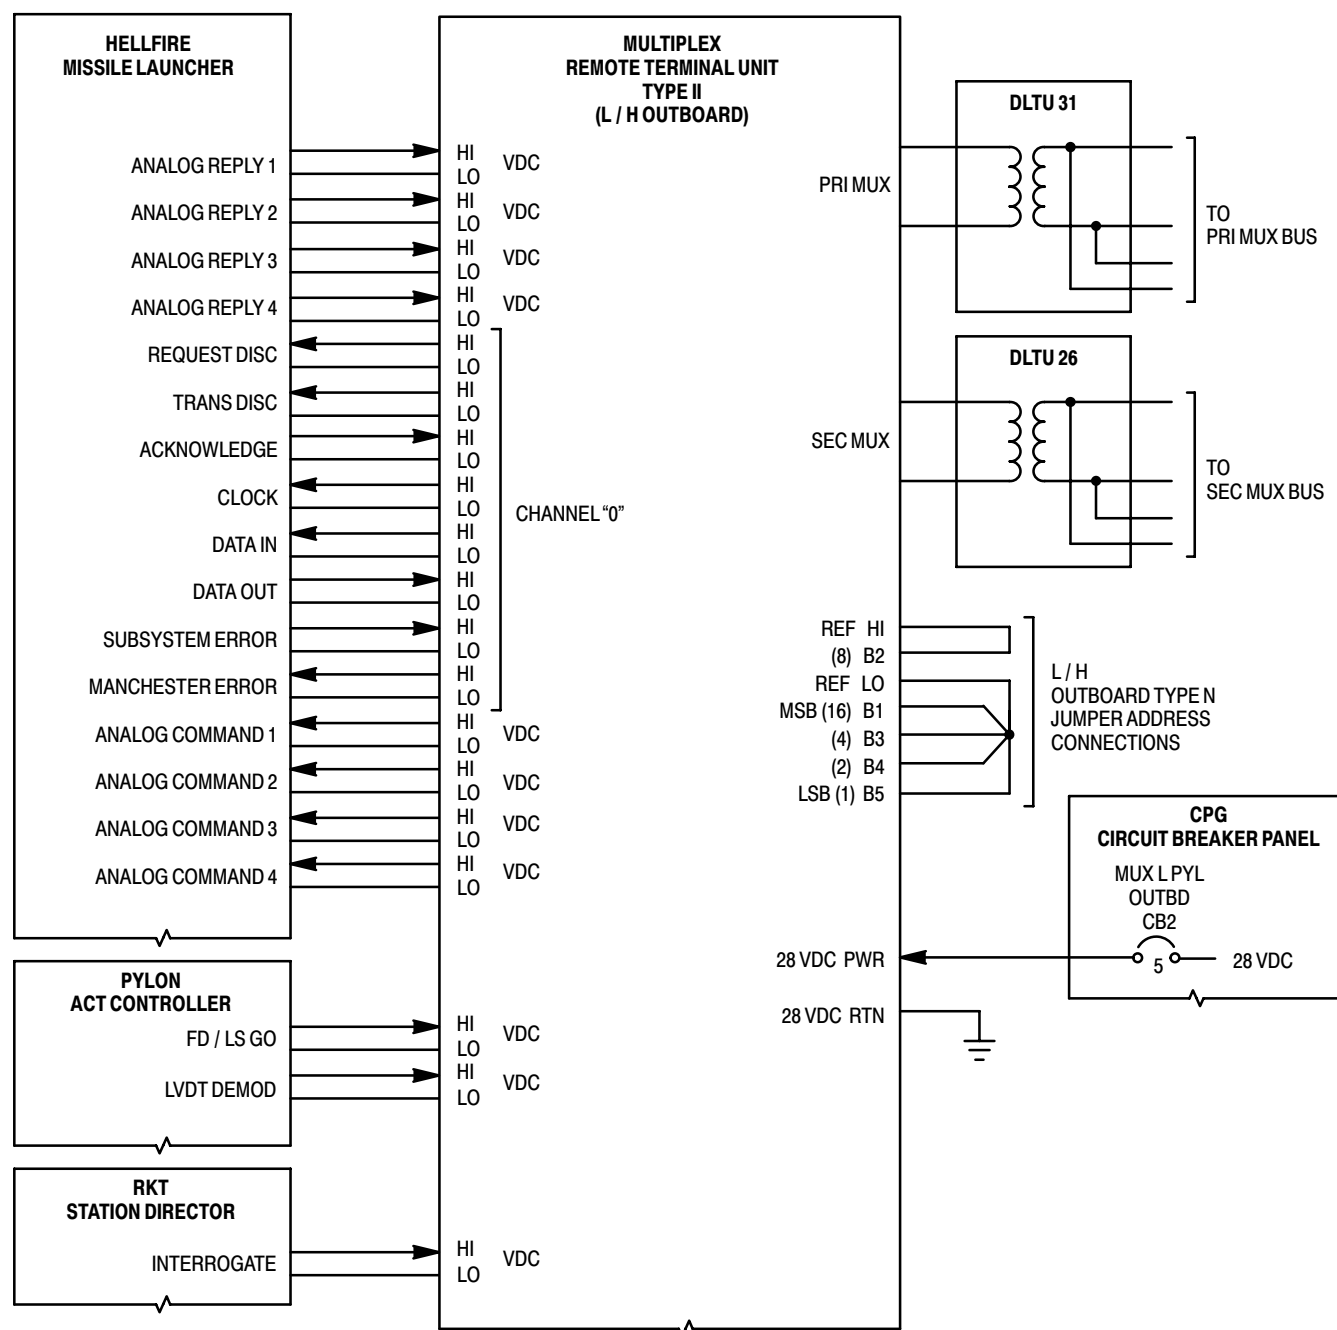 HELLFIRE
MISSILE LAUNCHER
ANALOG REPLY 1
ANALOG REPLY 2
ANALOG REPLY 3
ANALOG REPLY 4
REQUEST DISC
TRANS DISC
ACKNOWLEDGE
CLOCK
DATA IN
DATA OUT
SUBSYSTEM ERROR
MANCHESTER ERROR
ANALOG COMMAND 1
ANALOG COMMAND 2
ANALOG COMMAND 3
ANALOG COMMAND 4
PYLON
ACT CONTROLLER
FD / LS GO
LVDT DEMOD
RKT
STATION DIRECTOR
INTERROGATE
MULTIPLEX
REMOTE TERMINAL UNIT
TYPE II
(L / H OUTBOARD)
HI
LO
VDC
HI
LO
VDC
HI
LO
VDC
HI
LO
VDC
HI
LO
HI
LO
HI
LO
HI
LO
HI
LO
HI
LO
HI
LO
HI
LO
CHANNEL “0”
HI
LO
VDC
HI
LO
VDC
HI
LO
VDC
HI
LO
VDC
HI
LO
VDC
HI
LO
VDC
HI
LO
VDC
PRI MUX
SEC MUX
REF HI
(8) B2
REF LO
MSB (16) B1
(4) B3
(2) B4
LSB (1) B5
28 VDC PWR
28 VDC RTN
DLTU 31
TO
PRI MUX BUS
DLTU 26
TO
SEC MUX BUS
L / H
OUTBOARD TYPE N
JUMPER ADDRESS
CONNECTIONS
CPG
CIRCUIT BREAKER PANEL
MUX L PYL
OUTBD
CB2
5
28 VDC